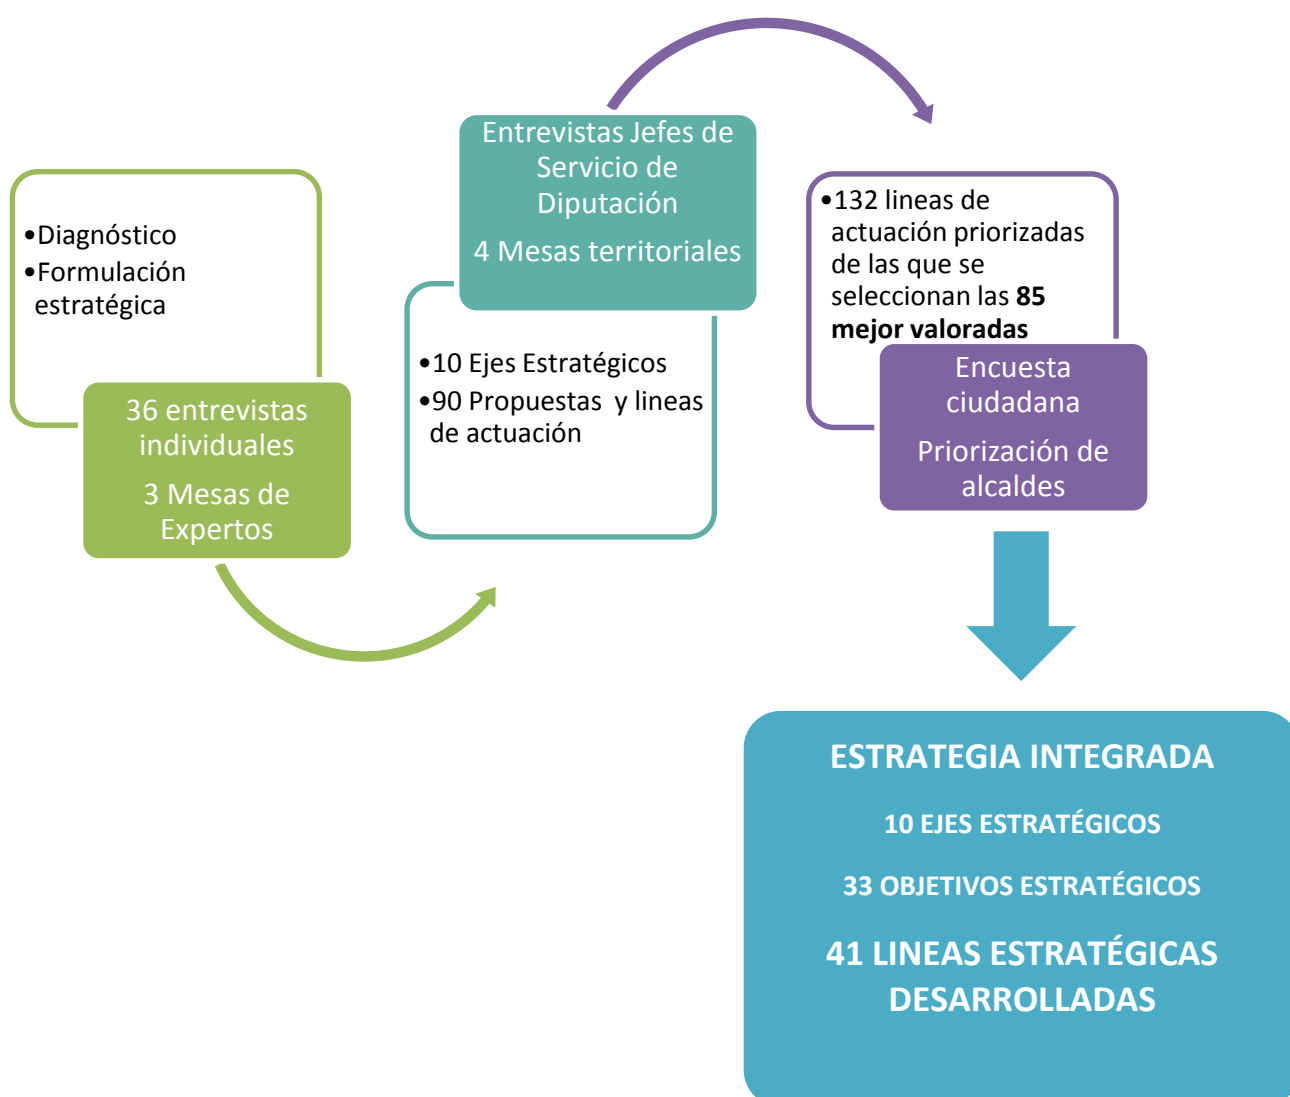 •Diagnóstico
•Formulación
estratégica
36 entrevistas
individuales
3 Mesas de
Expertos
Entrevistas Jefes de
Servicio de
Diputación
4 Mesas territoriales
•10 Ejes Estratégicos
•90 Propuestas y lineas
de actuación
•132 lineas de
actuación priorizadas
de las que se
seleccionan las 85
mejor valoradas
Encuesta
ciudadana
Priorización de
alcaldes
ESTRATEGIA INTEGRADA
10 EJES ESTRATÉGICOS
33 OBJETIVOS ESTRATÉGICOS
41 LINEAS ESTRATÉGICAS
DESARROLLADAS